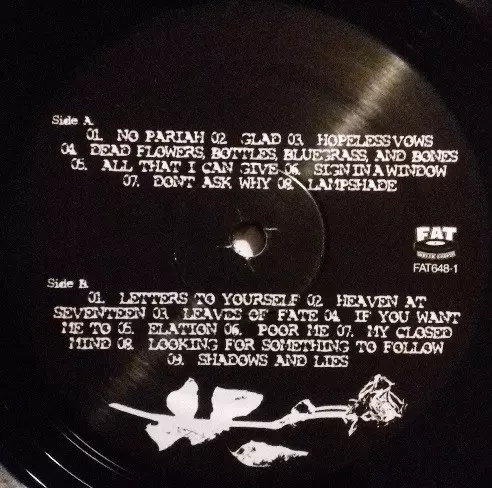 Side A
01. NO PARIAH 02. GLAD 03. HOPELESS VOWS
04. DEAD FLOWERS, BOTTLES, BLUEGRASS, AND BONES
05. ALL THAT I CAN GIVE 06. SIGN IN A WINDOW
07. DONT ASK WHY 08. LAMPSHADE
FAT
FAT648-1
Side B
01. LETTERS TO YOURSELF 02. HEAVEN AT
SEVENTEEN 03. LEAVES OF FATE 04. IF YOU WANT
ME TO 05. ELATION 06. POOR ME 07. MY CLOSED
MIND 08. LOOKING FOR SOMETHING TO FOLLOW
09. SHADOWS AND LIES